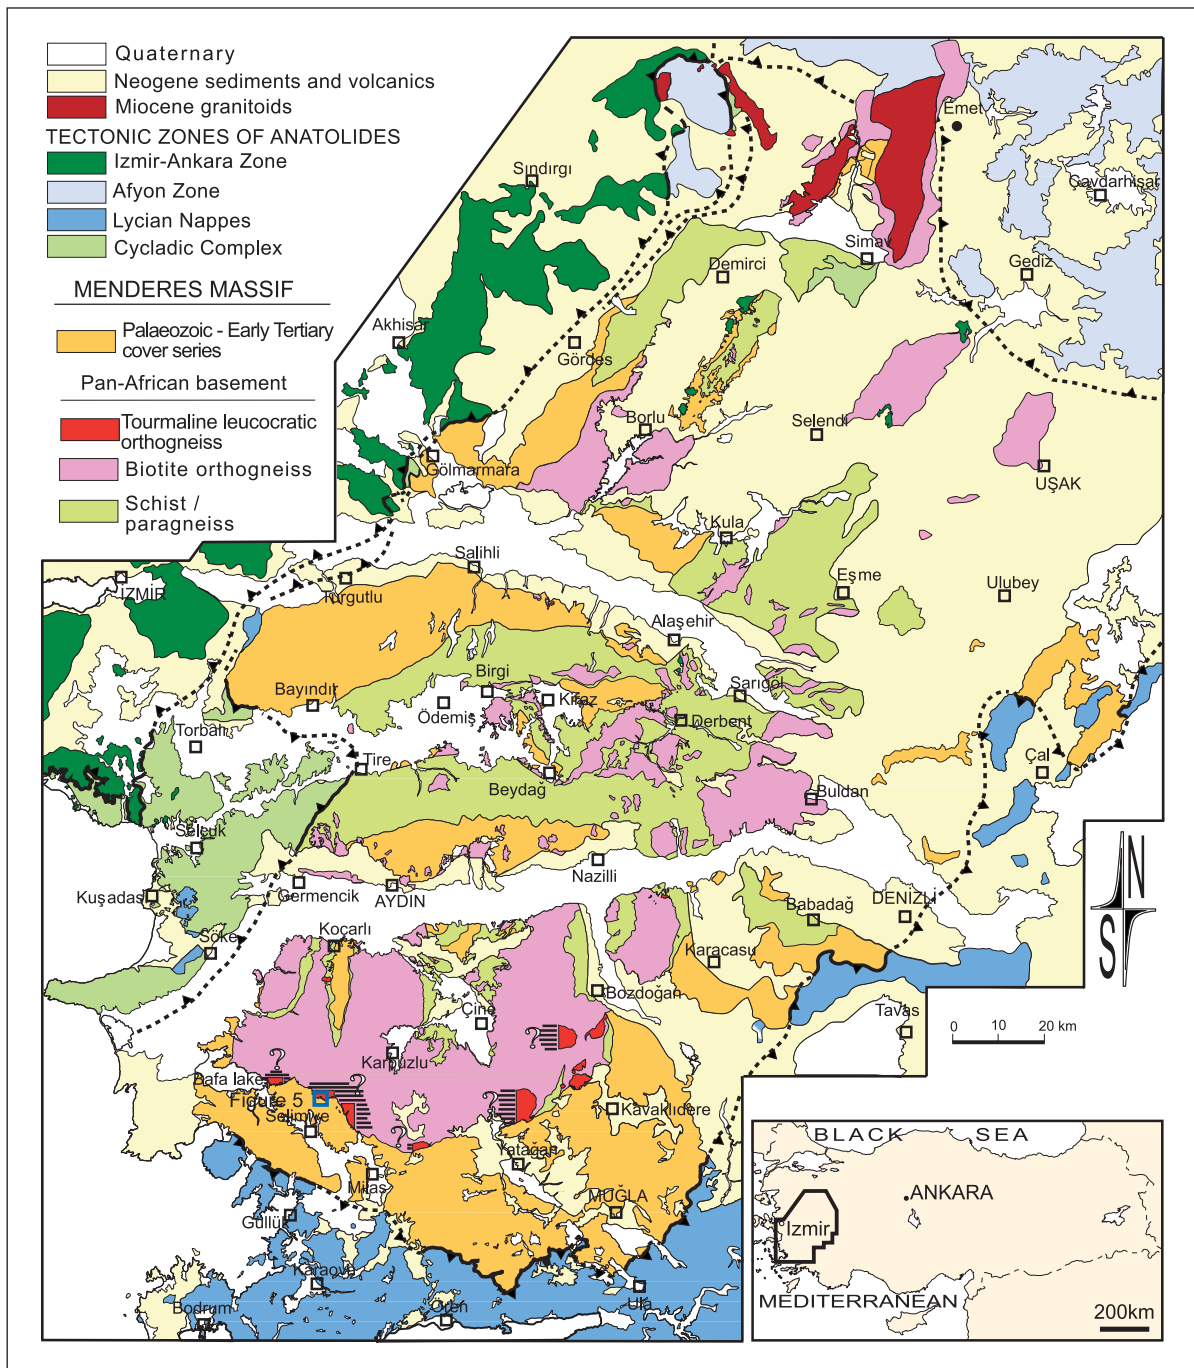 Quaternary
Neogene sediments and volcanics
Miocene granitoids
TECTONIC ZONES OF ANATOLIDES
Izmir-Ankara Zone
Afyon Zone
Lycian Nappes
Cycladic Complex
MENDERES MASSIF
Palaeozoic - Early Tertiary
cover series
Pan-African basement
Tourmaline leucocratic
orthogneiss
Biotite orthogneiss
Schist /
paragneiss
Emet
Sındırgı
Çavdarhisar
Simav
Demirci
Gediz
Akhisar
Gördes
Borlu
Selendi
Gölmarmara
UŞAK
Kula
Salihli
İZMİR
Turgutlu
Eşme
Ulubey
Alaşehir
Birgi
Bayındır
Kiraz
Sarıgöl
Ödemiş
Derbent
Torbalı
Tire
Çal
Beydağ
Buldan
Selçuk
Nazilli
Kuşadası
Germencik
AYDIN
Babadağ
DENİZLİ
Koçarlı
Söke
Karacasu
Bozdoğan
Çine
Tavas
0 10 20 km
Karpuzlu
Bafa lake
?
?
?
?
?
Figure 5
Selimiye
Kavaklıdere
Yatağan
Milas
MUĞLA
Güllük
Karaova
Ula
Bodrum
Ören
N
S
BLACK SEA
ANKARA
Izmir
MEDITERRANEAN
200km